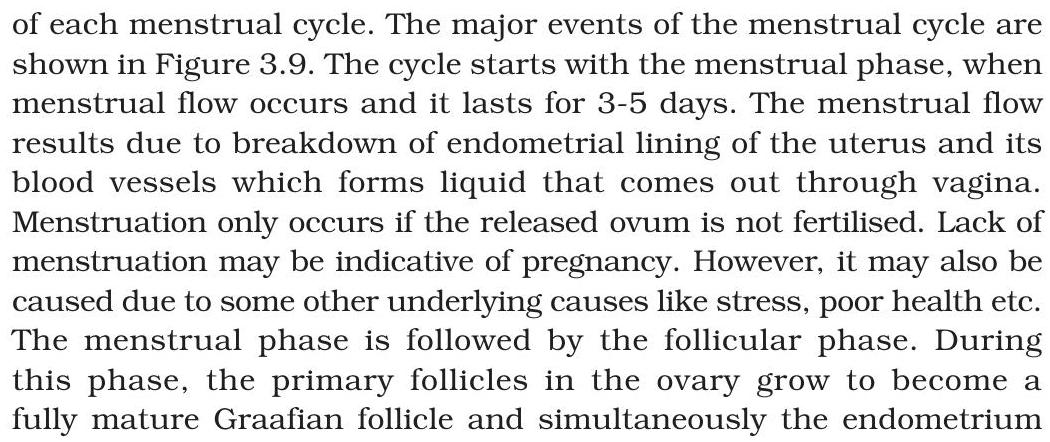 of each menstrual cycle. The major events of the menstrual cycle are
shown in Figure 3.9. The cycle starts with the menstrual phase, when
menstrual flow occurs and it lasts for 3-5 days. The menstrual flow
results due to breakdown of endometrial lining of the uterus and its
blood vessels which forms liquid that comes out through vagina.
Menstruation only occurs if the released ovum is not fertilised. Lack of
menstruation may be indicative of pregnancy. However, it may also be
caused due to some other underlying causes like stress, poor health etc.
The menstrual phase is followed by the follicular phase. During
this phase, the primary follicles in the ovary grow to become a
fully mature Graafian follicle and simultaneously the endometrium